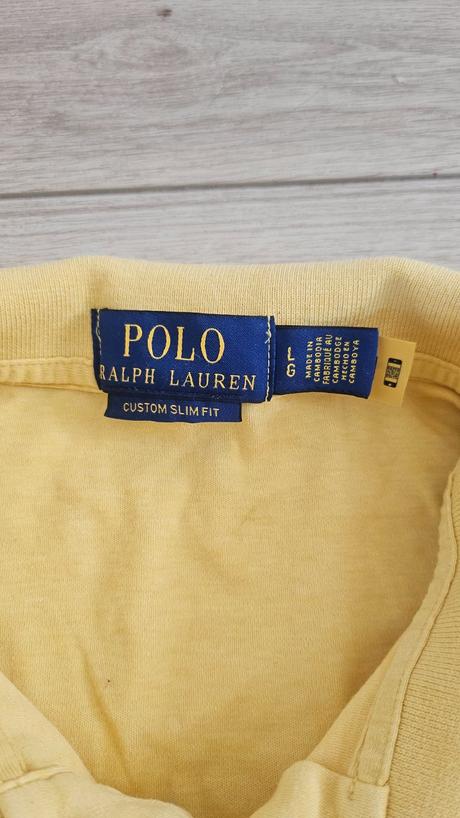 POLO
RALPH LAUREN
CUSTOM SLIM FIT
L
G
MADE IN
CAMBODIA
FABRIQUÉ AU
CAMBODGE
HECHO EN
CAMBOYA